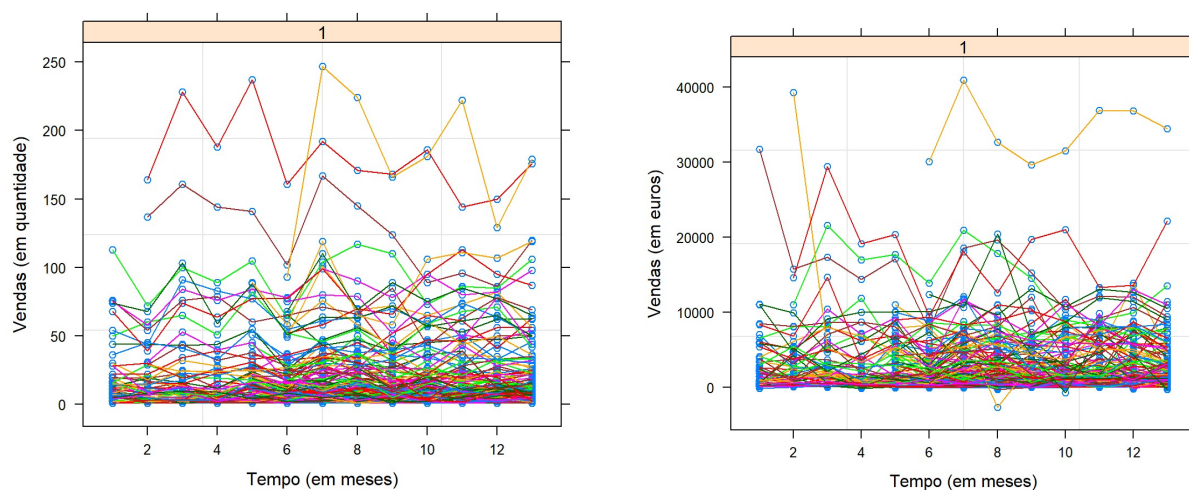 1
Vendas (em quantidade)
250
200
150
100
50
0
2 4 6 8 10 12
Tempo (em meses)
1
Vendas (em euros)
40000
30000
20000
10000
0
2 4 6 8 10 12
Tempo (em meses)